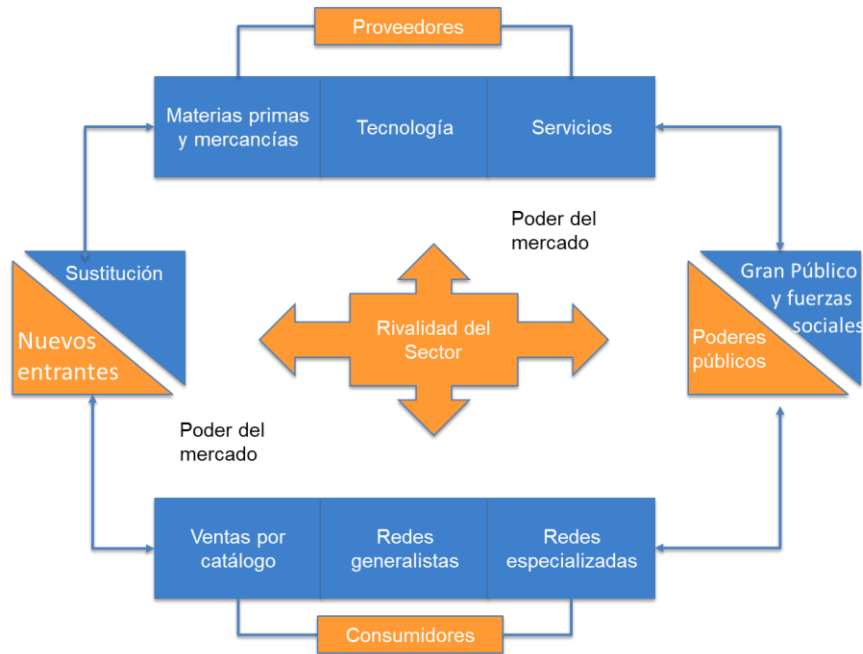 Proveedores
Materias primas
y mercancías
Tecnología
Servicios
Poder del
mercado
Sustitución
Nuevos
entrantes
Rivalidad del
Sector
Gran Público
y fuerzas
sociales
Poderes
públicos
Poder del
mercado
Ventas por
catálogo
Redes
generalistas
Redes
especializadas
Consumidores